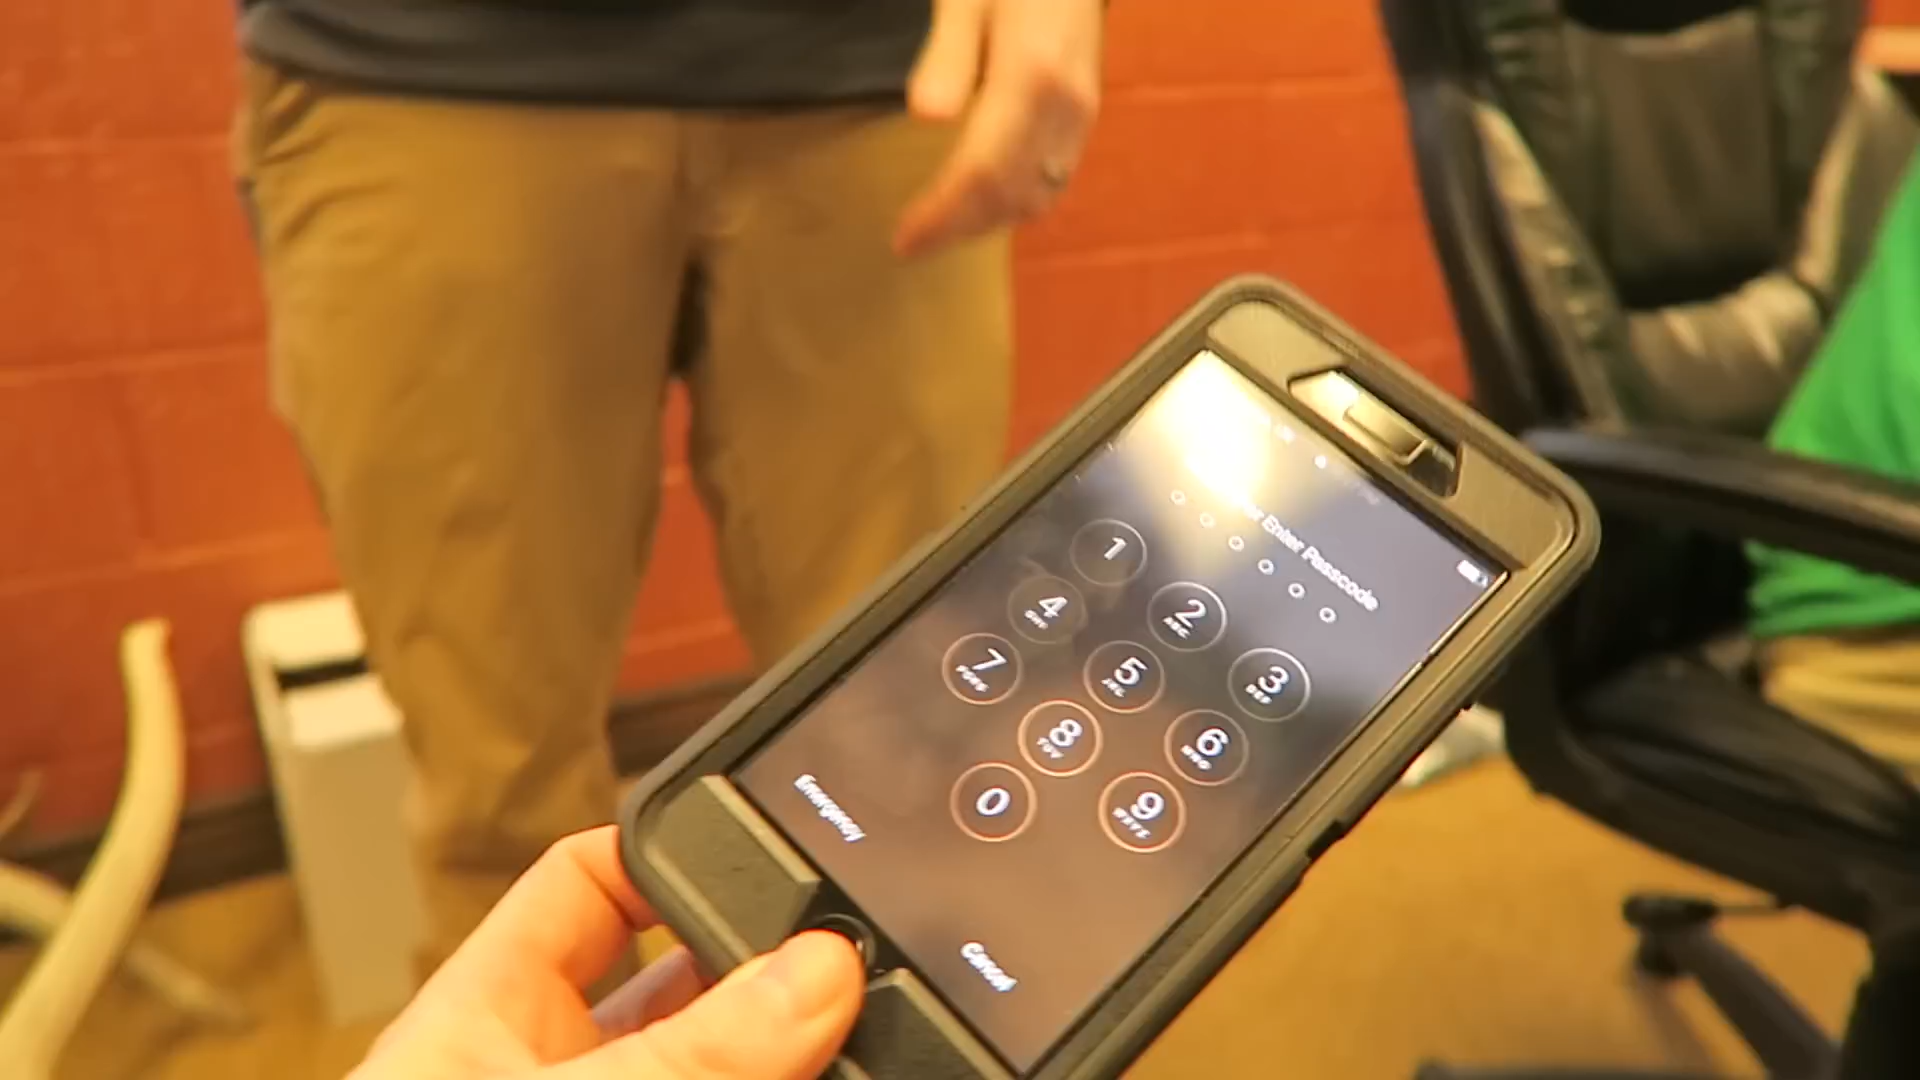 Enter Passcode
1
2
ABC
3
DEF
4
GHI
5
JKL
6
MNO
7
PQRS
8
TUV
9
WXYZ
0
Emergency
Cancel